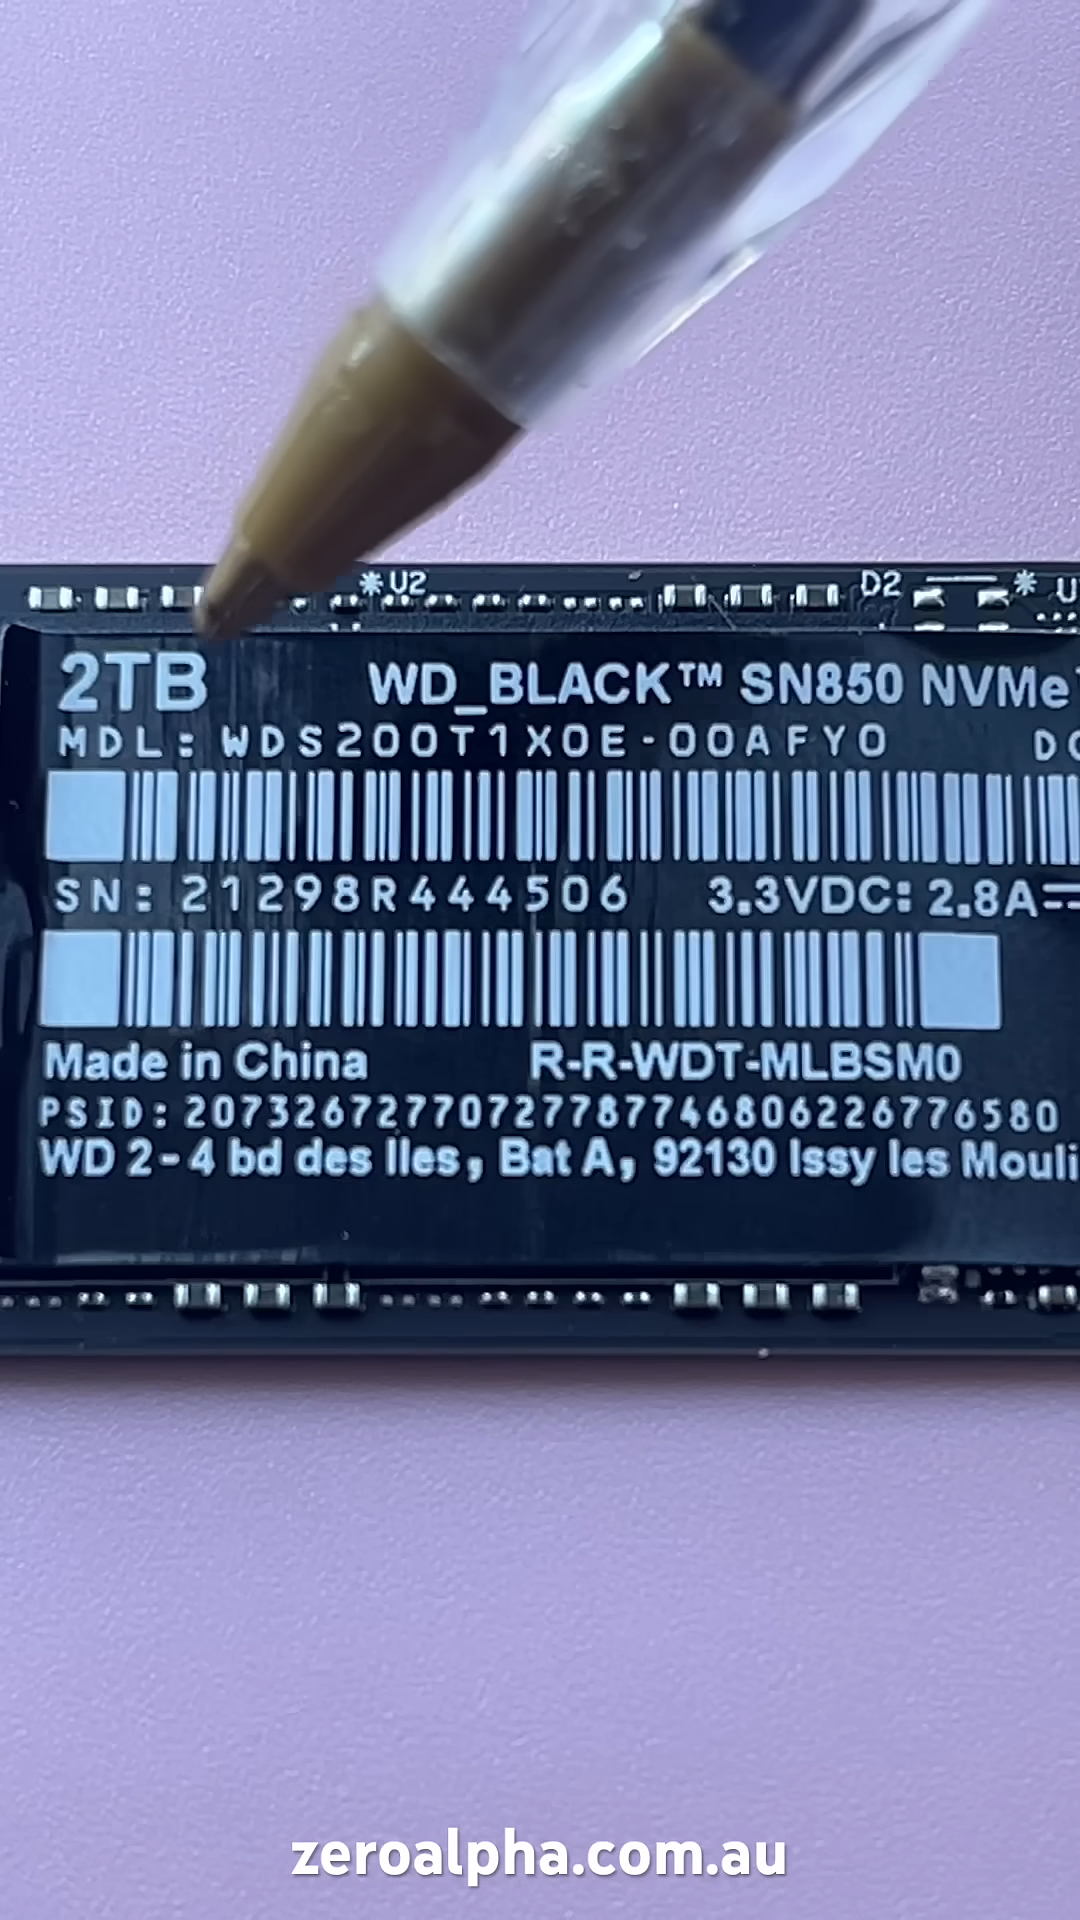 *U2
D2
* U
2TB
WD_BLACK™ SN850 NVMe
MDL: WDS200T1X0E-00AFY0
SN: 21298R444506
3.3VDC: 2.8A
Made in China
R-R-WDT-MLBSM0
PSID: 20732672770727787746806226776580
WD 2-4 bd des Iles, Bat A, 92130 Issy les
zeroalpha.com.au